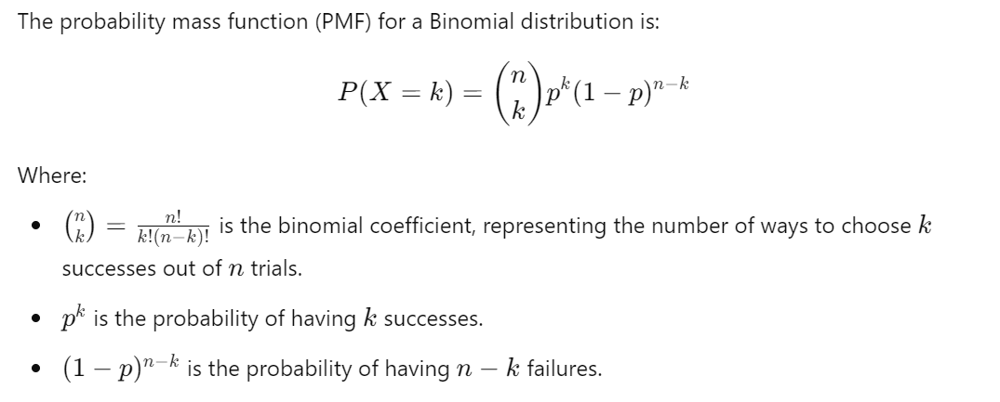 The probability mass function (PMF) for a Binomial distribution is:
P(X = k) = \binom{n}{k} p^k (1 − p)^{n−k}
Where:
• \binom{n}{k} = \frac{n!}{k!(n−k)!} is the binomial coefficient, representing the number of ways to choose k
successes out of n trials.
• p^k is the probability of having k successes.
• (1 − p)^{n−k} is the probability of having n − k failures.